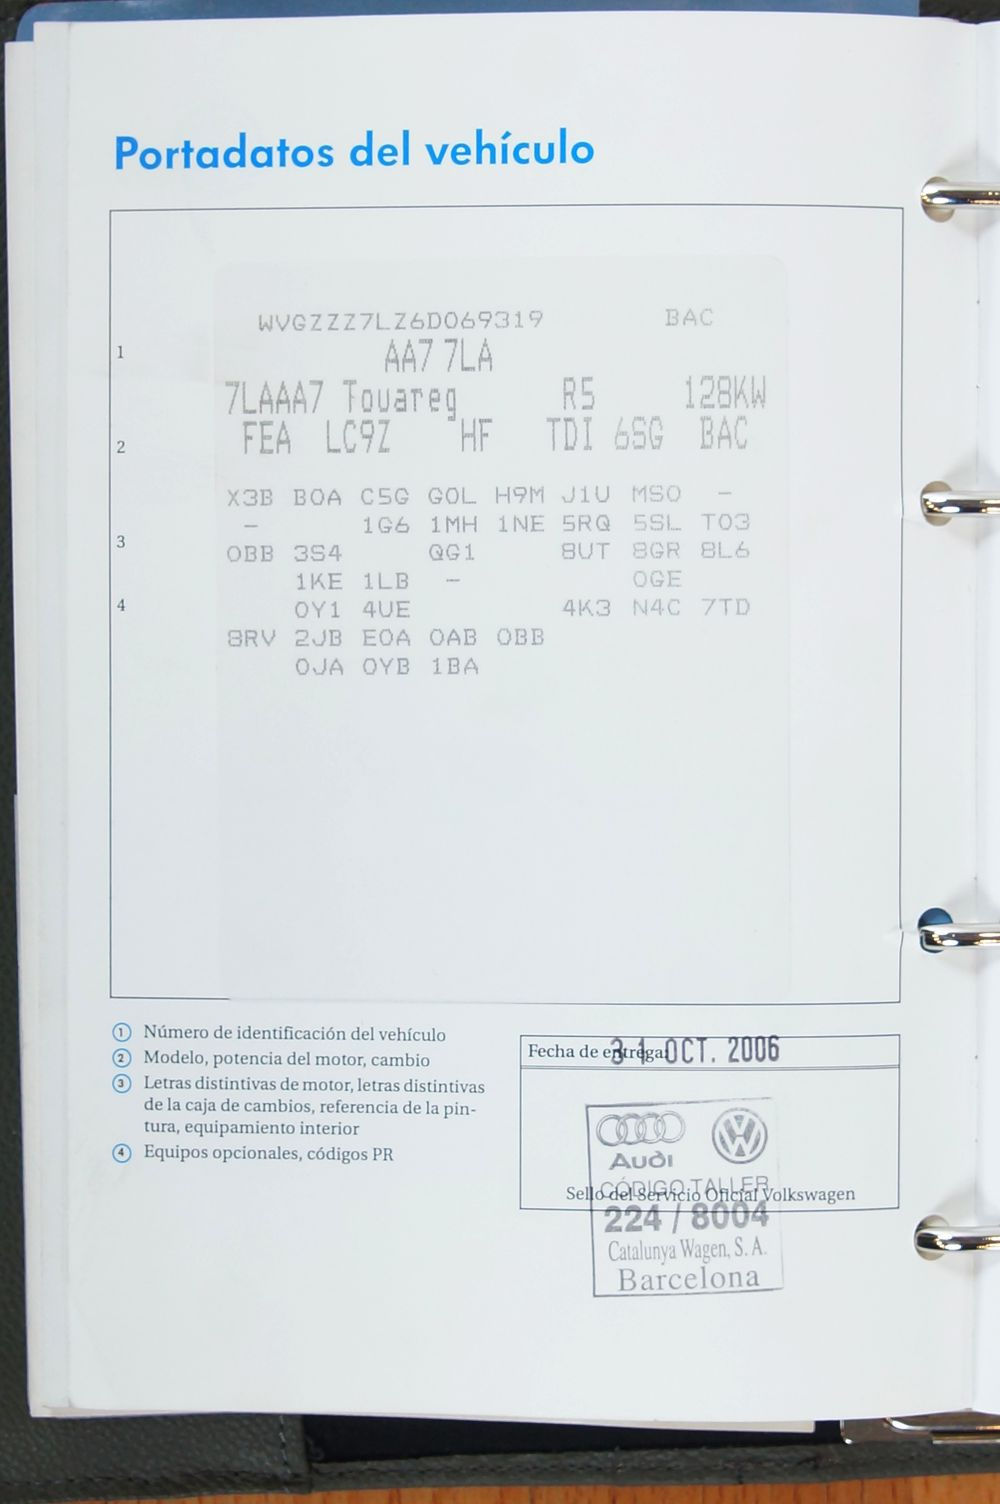 Portadatos del vehículo
WVGZZZ7LZ6D069319 BAC
1
AA7 7LA
7LAAA7 Touareg R5 128KW
2
FEA LC9Z HF TDI 6SG BAC
X3B B0A C5G G0L H9M J1U MS0 -
- 1G6 1MH 1NE 5RQ 5SL T03
3
0BB 3S4 QG1 8UT 8GR 8L6
1KE 1LB - 0GE
4
0Y1 4UE 4K3 N4C 7TD
8RV 2JB E0A 0AB 0BB
0JA 0YB 1BA
1 Número de identificación del vehículo
2 Modelo, potencia del motor, cambio
3 Letras distintivas de motor, letras distintivas
de la caja de cambios, referencia de la pin-
tura, equipamiento interior
4 Equipos opcionales, códigos PR
Fecha de entrega:
31 OCT. 2006
Audi
CÓDIGO TALLER
Sello del Servicio Oficial Volkswagen
224 / 8004
Catalunya Wagen, S. A.
Barcelona